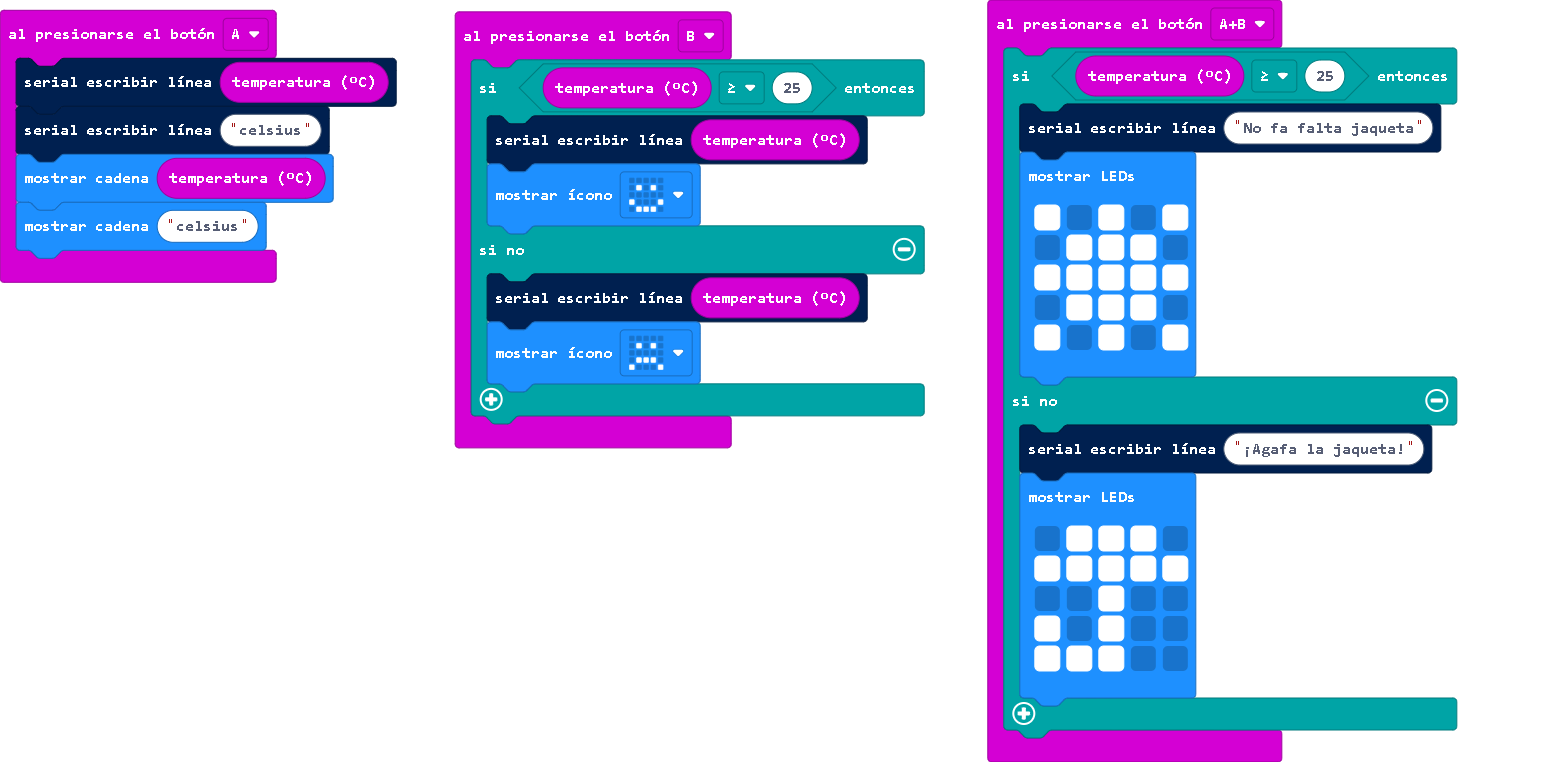 al presionarse el botón A
serial escribir línea temperatura (ºC)
serial escribir línea "celsius"
mostrar cadena temperatura (ºC)
mostrar cadena "celsius"
al presionarse el botón B
si temperatura (ºC) ≥ 25 entonces
serial escribir línea temperatura (ºC)
mostrar ícono
si no
serial escribir línea temperatura (ºC)
mostrar ícono
al presionarse el botón A+B
si temperatura (ºC) ≥ 25 entonces
serial escribir línea "No fa falta jaqueta"
mostrar LEDs
si no
serial escribir línea "¡Agafa la jaqueta!"
mostrar LEDs